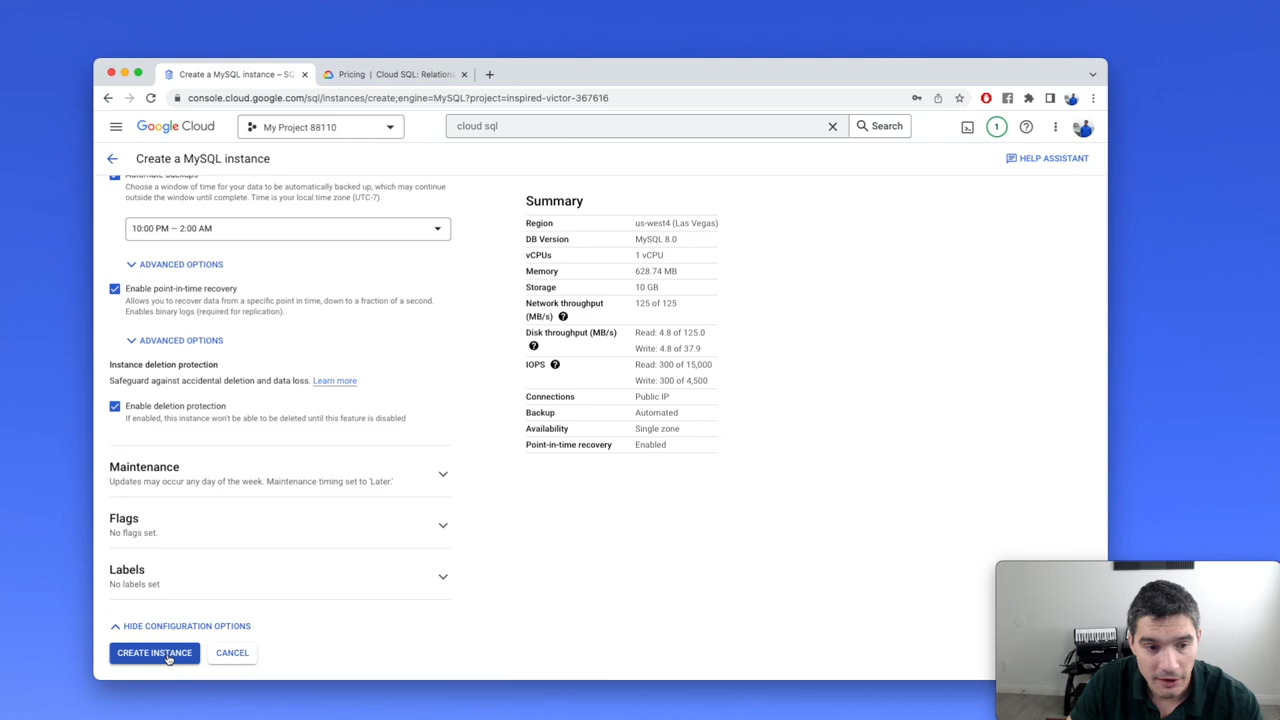 Create a MySQL instance – SQ
Pricing | Cloud SQL: Relationa
console.cloud.google.com/sql/instances/create;engine=MySQL?project=inspired-victor-367616
Google Cloud
My Project 88110
cloud sql
Search
1
Create a MySQL instance
HELP ASSISTANT
Automate backups
Choose a window of time for your data to be automatically backed up, which may continue
outside the window until complete. Time is your local time zone (UTC-7).
10:00 PM — 2:00 AM
ADVANCED OPTIONS
Enable point-in-time recovery
Allows you to recover data from a specific point in time, down to a fraction of a second.
Enables binary logs (required for replication).
ADVANCED OPTIONS
Instance deletion protection
Safeguard against accidental deletion and data loss. Learn more
Enable deletion protection
If enabled, this instance won't be able to be deleted until this feature is disabled
Maintenance
Updates may occur any day of the week. Maintenance timing set to 'Later.'
Flags
No flags set.
Labels
No labels set
HIDE CONFIGURATION OPTIONS
CREATE INSTANCE
CANCEL
Summary
Region us-west4 (Las Vegas)
DB Version MySQL 8.0
vCPUs 1 vCPU
Memory 628.74 MB
Storage 10 GB
Network throughput 125 of 125
(MB/s)
Disk throughput (MB/s) Read: 4.8 of 125.0
Write: 4.8 of 37.9
IOPS Read: 300 of 15,000
Write: 300 of 4,500
Connections Public IP
Backup Automated
Availability Single zone
Point-in-time recovery Enabled